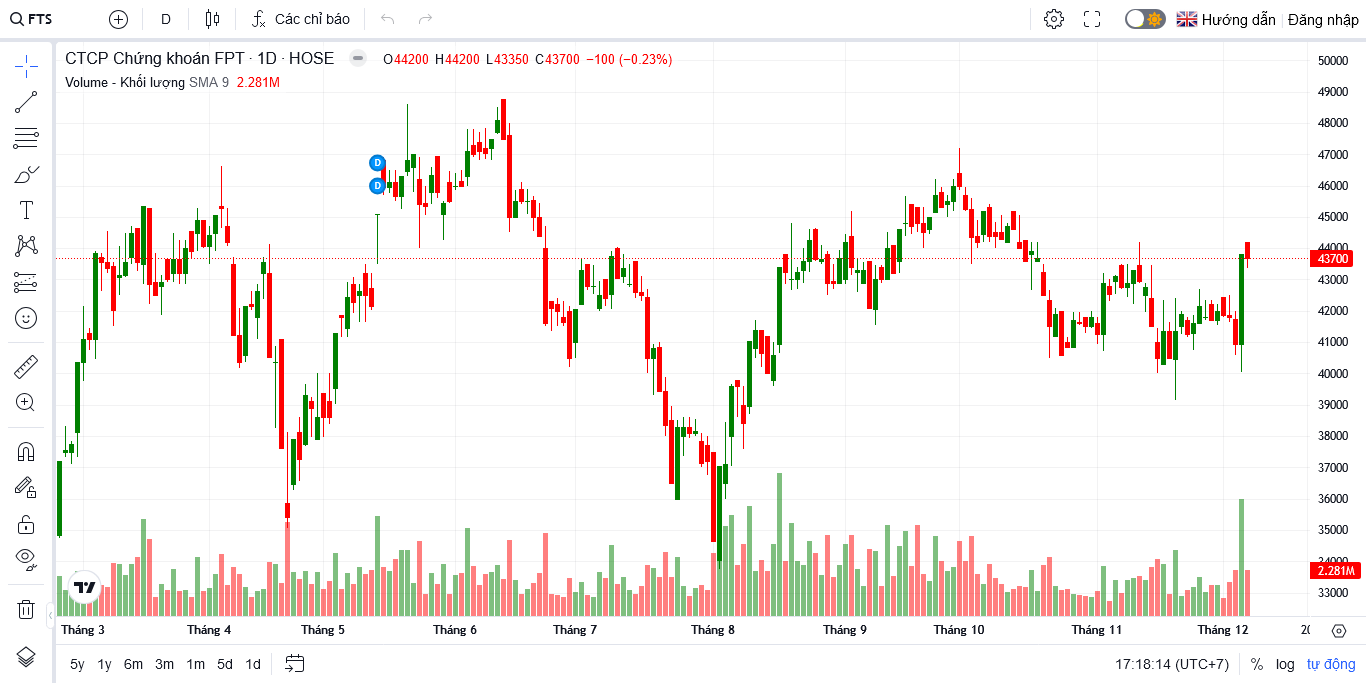 FTS D Các chỉ báo Hướng dẫn Đăng nhập
CTCP Chứng khoán FPT · 1D · HOSE O44200 H44200 L43350 C43700 −100 (−0.23%)
Volume - Khối lượng SMA 9 2.281M
50000
49000
48000
47000
46000
45000
44000
43700
43000
42000
41000
40000
39000
38000
37000
36000
35000
34000
2.281M
33000
D
D
Tháng 3 Tháng 4 Tháng 5 Tháng 6 Tháng 7 Tháng 8 Tháng 9 Tháng 10 Tháng 11 Tháng 12
5y 1y 6m 3m 1m 5d 1d 17:18:14 (UTC+7) % log tự động